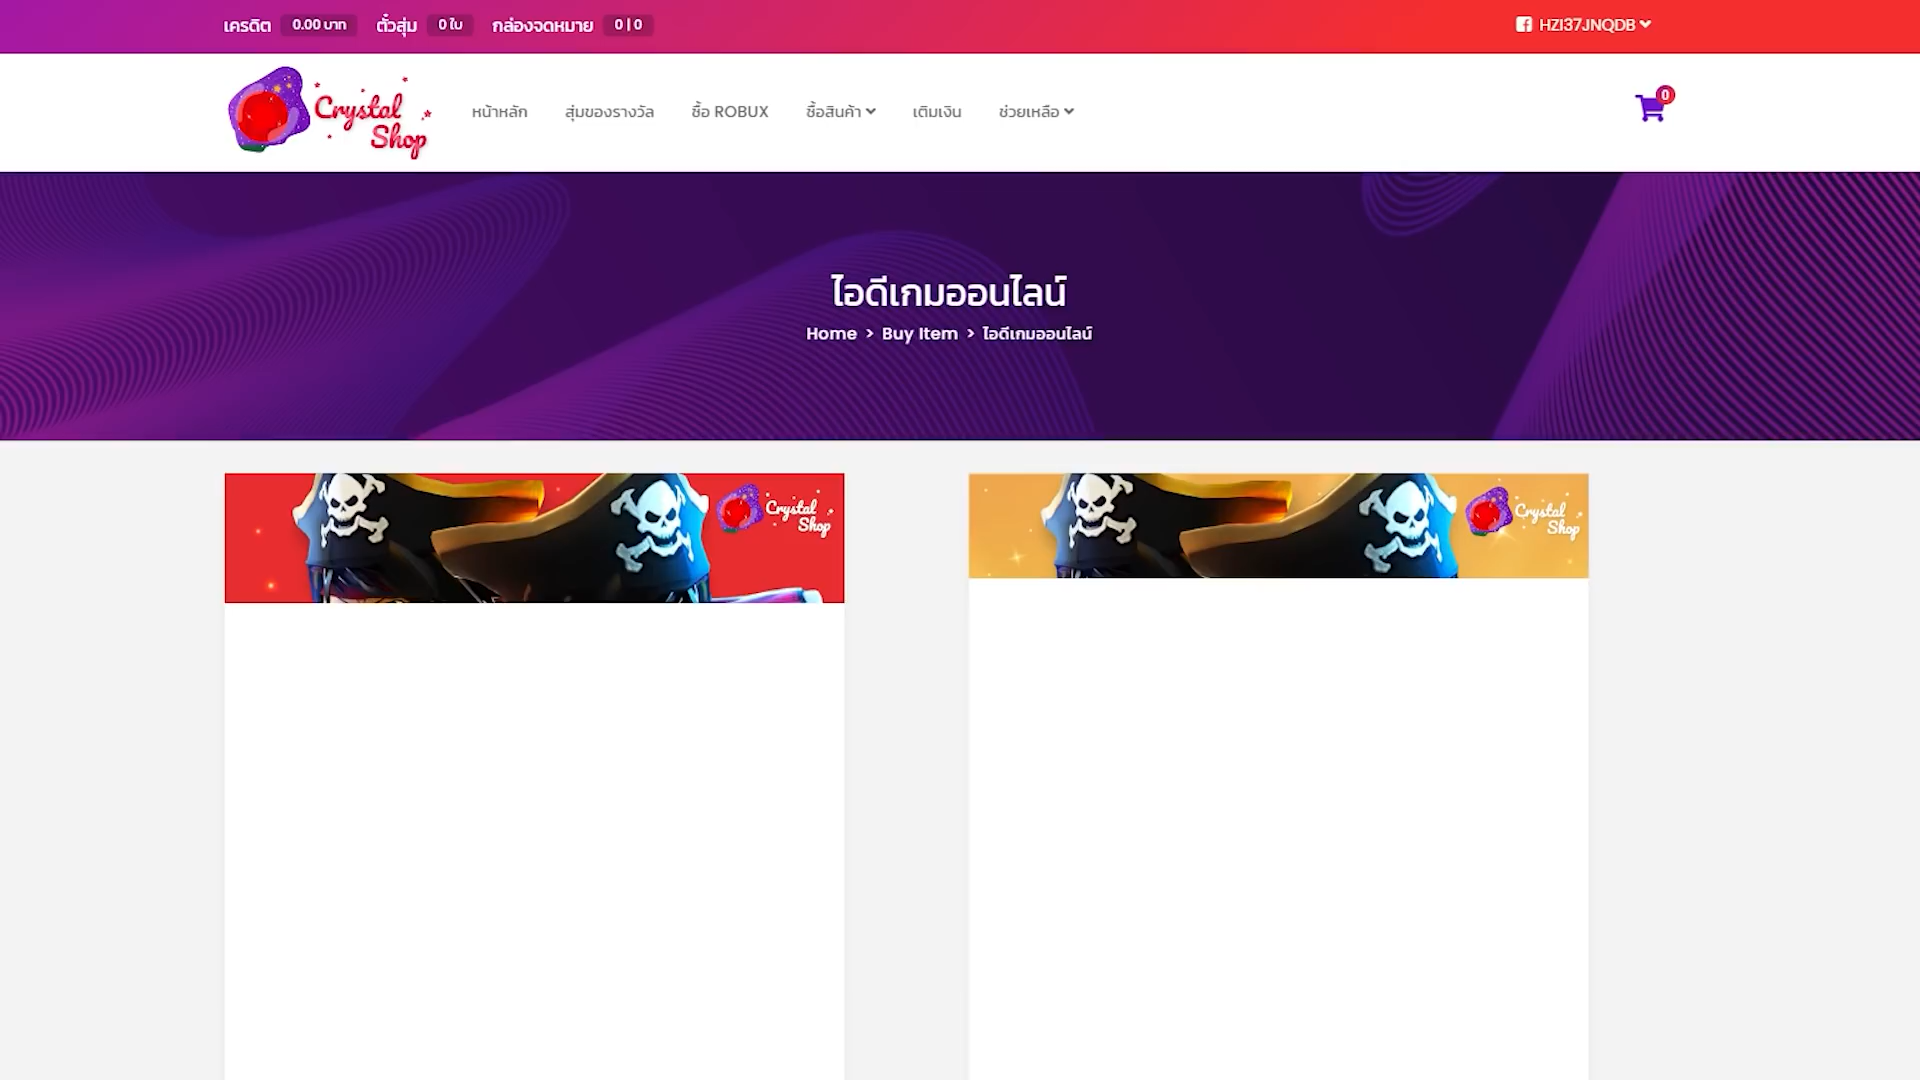 เครดิต 0.00 บาท ตั๋วสุ่ม 0 ใบ กล่องจดหมาย 0 | 0 HZI37JNQDB
Crystal
Shop
หน้าหลัก สุ่มของรางวัล ซื้อ ROBUX ซื้อสินค้า เติมเงิน ช่วยเหลือ 0
ไอดีเกมออนไลน์
Home > Buy Item > ไอดีเกมออนไลน์
Crystal
Shop
Crystal
Shop